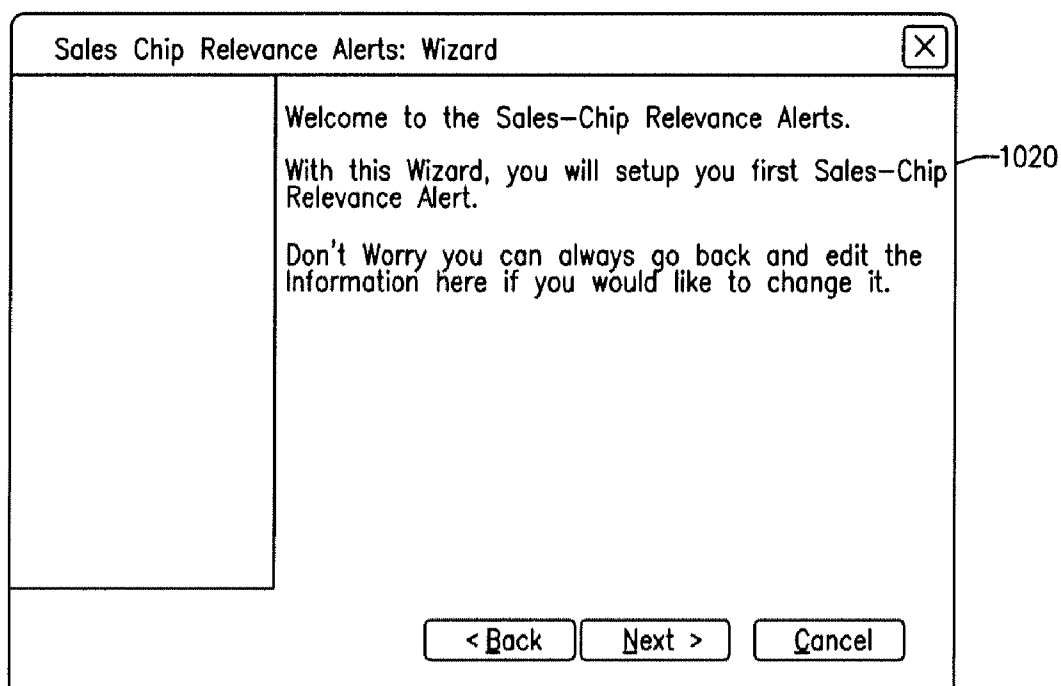 Sales Chip Relevance Alerts: Wizard
X
Welcome to the Sales-Chip Relevance Alerts.
With this Wizard, you will setup you first Sales-Chip
Relevance Alert.
1020
Don't Worry you can always go back and edit the
Information here if you would like to change it.
< Back
Next >
Cancel